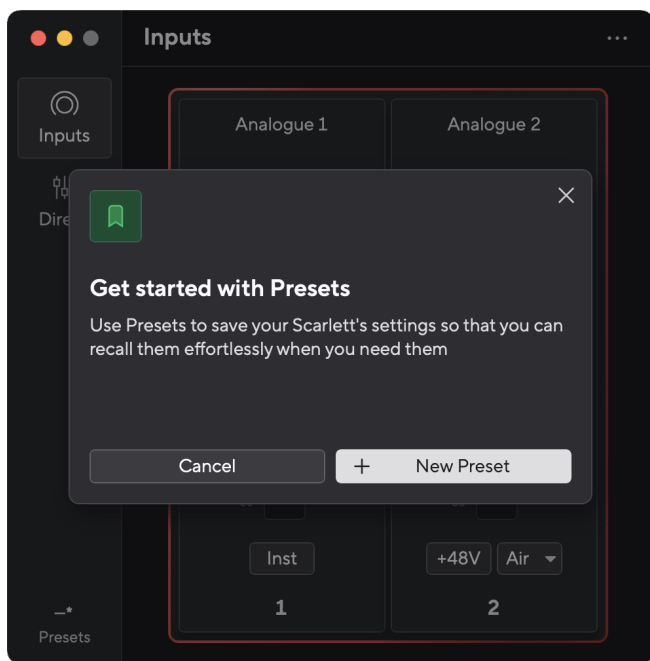 Inputs
Inputs
Analogue 1
Analogue 2
Dire
Get started with Presets
Use Presets to save your Scarlett's settings so that you can
recall them effortlessly when you need them
Cancel
+ New Preset
Inst
+48V
Air
1
2
–*
Presets